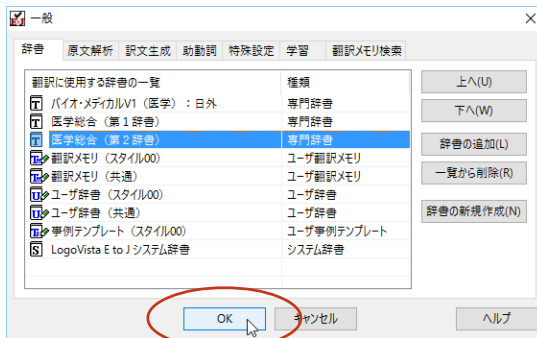 一般
辞書 原文解析 訳文生成 助動詞 特殊設定 学習 翻訳メモリ検索
翻訳に使用する辞書の一覧 種類
バイオ・メディカルV1（医学）：日外 専門辞書
医学総合（第１辞書） 専門辞書
医学総合（第２辞書） 専門辞書
翻訳メモリ（スタイル00） ユーザ翻訳メモリ
翻訳メモリ（共通） ユーザ翻訳メモリ
ユーザ辞書（スタイル00） ユーザ辞書
ユーザ辞書（共通） ユーザ辞書
事例テンプレート（スタイル00） ユーザ事例テンプレート
LogoVista E to J システム辞書 システム辞書
上へ(U)
下へ(W)
辞書の追加(L)
一覧から削除(R)
辞書の新規作成(N)
OK キャンセル ヘルプ